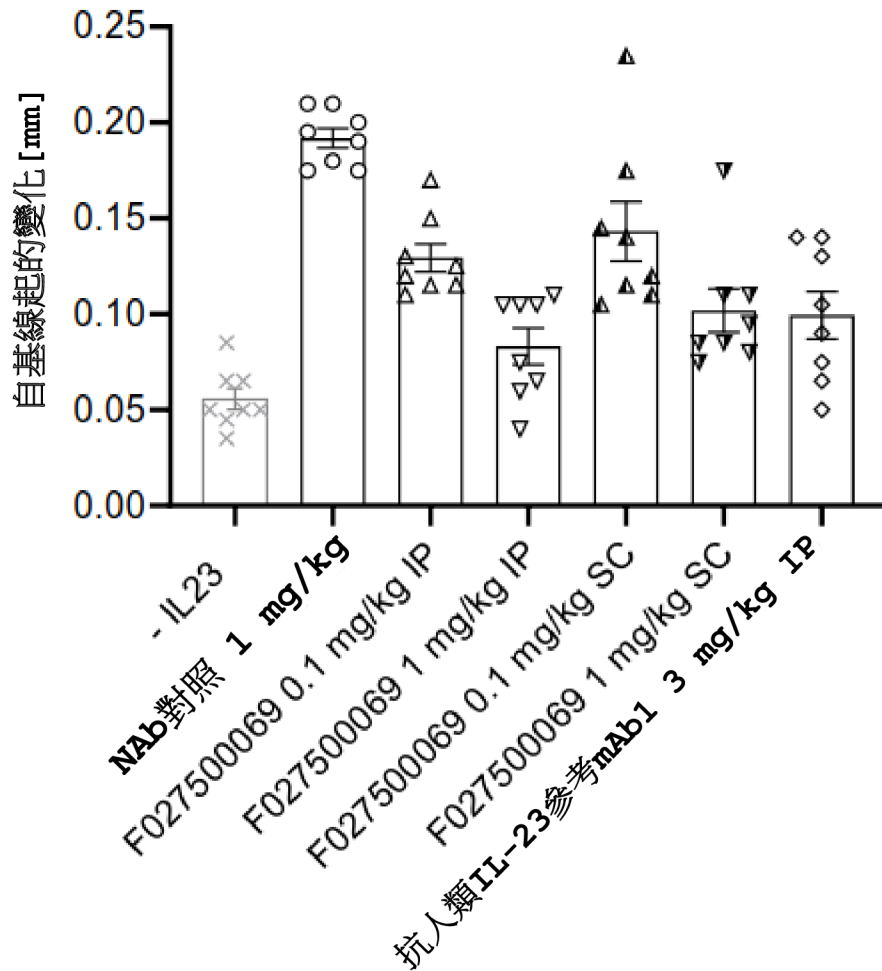 自基線起的變化[mm]
0.25
0.20
0.15
0.10
0.05
0.00
- IL23
NAb對照 1 mg/kg
F027500069 0.1 mg/kg IP
F027500069 1 mg/kg IP
F027500069 0.1 mg/kg SC
F027500069 1 mg/kg SC
抗人類IL-23參考mAb1 3 mg/kg IP